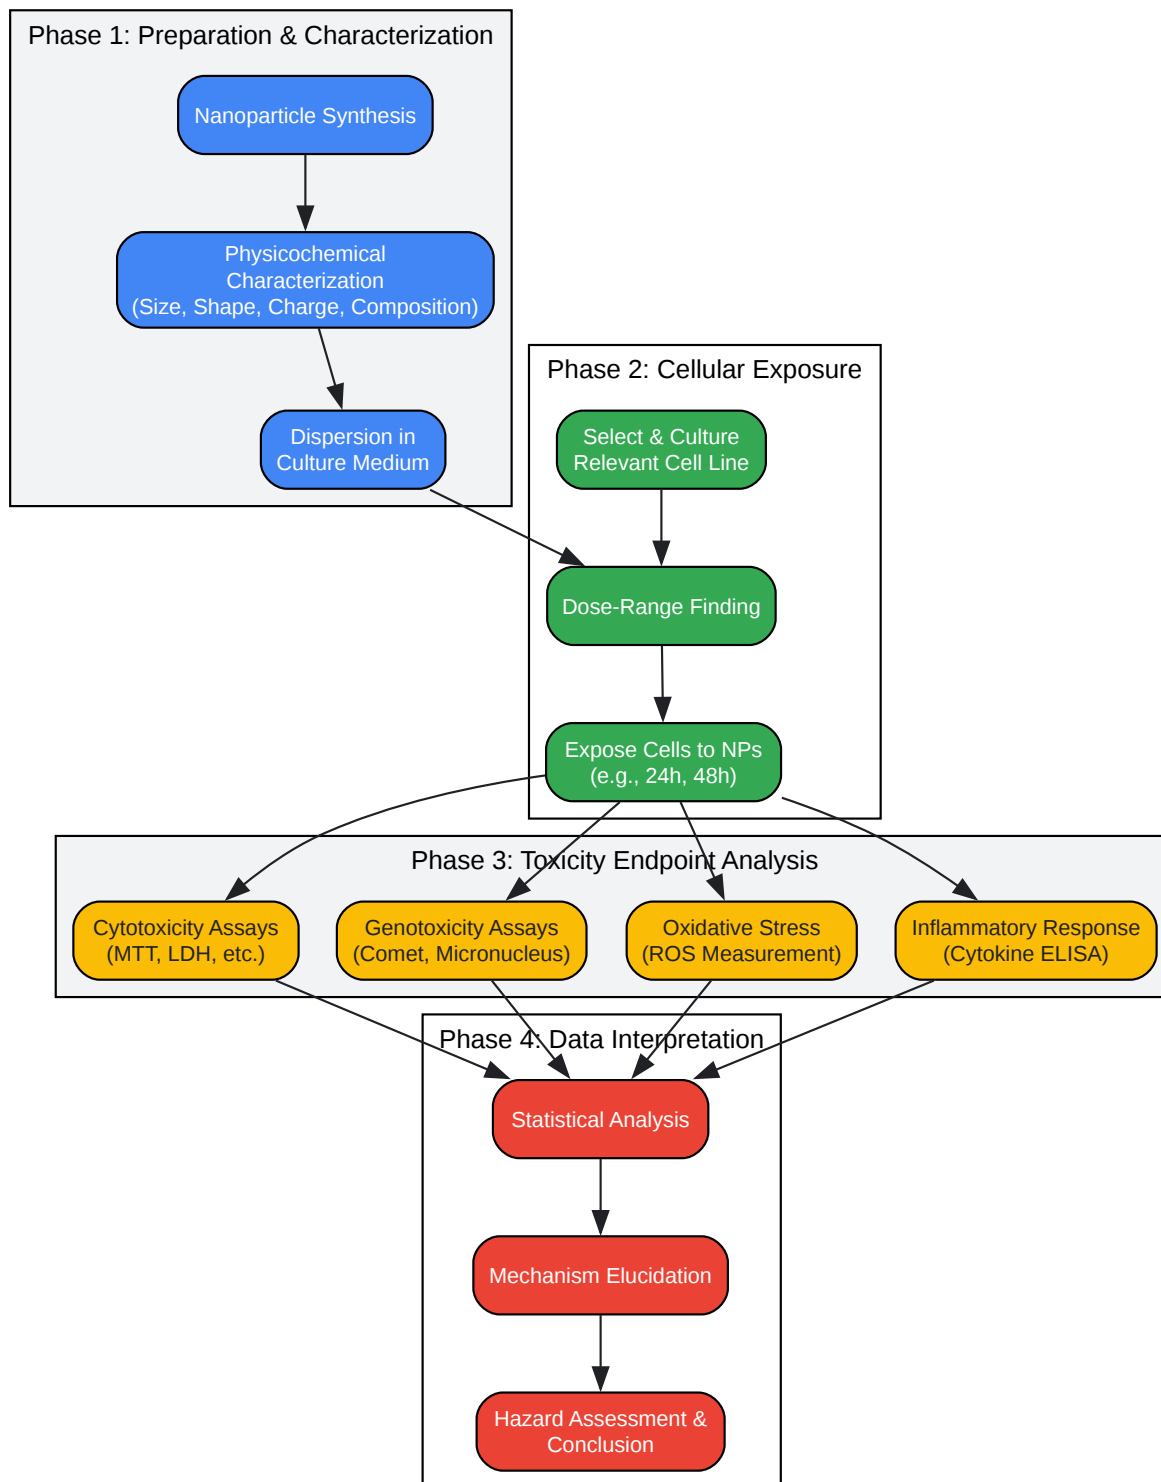 Phase 1: Preparation & Characterization
Nanoparticle Synthesis
Physicochemical
Characterization
(Size, Shape, Charge, Composition)
Dispersion in
Culture Medium
Phase 2: Cellular Exposure
Select & Culture
Relevant Cell Line
Dose-Range Finding
Expose Cells to NPs
(e.g., 24h, 48h)
Phase 3: Toxicity Endpoint Analysis
Cytotoxicity Assays
(MTT, LDH, etc.)
Genotoxicity Assays
(Comet, Micronucleus)
Oxidative Stress
(ROS Measurement)
Inflammatory Response
(Cytokine ELISA)
Phase 4: Data Interpretation
Statistical Analysis
Mechanism Elucidation
Hazard Assessment &
Conclusion